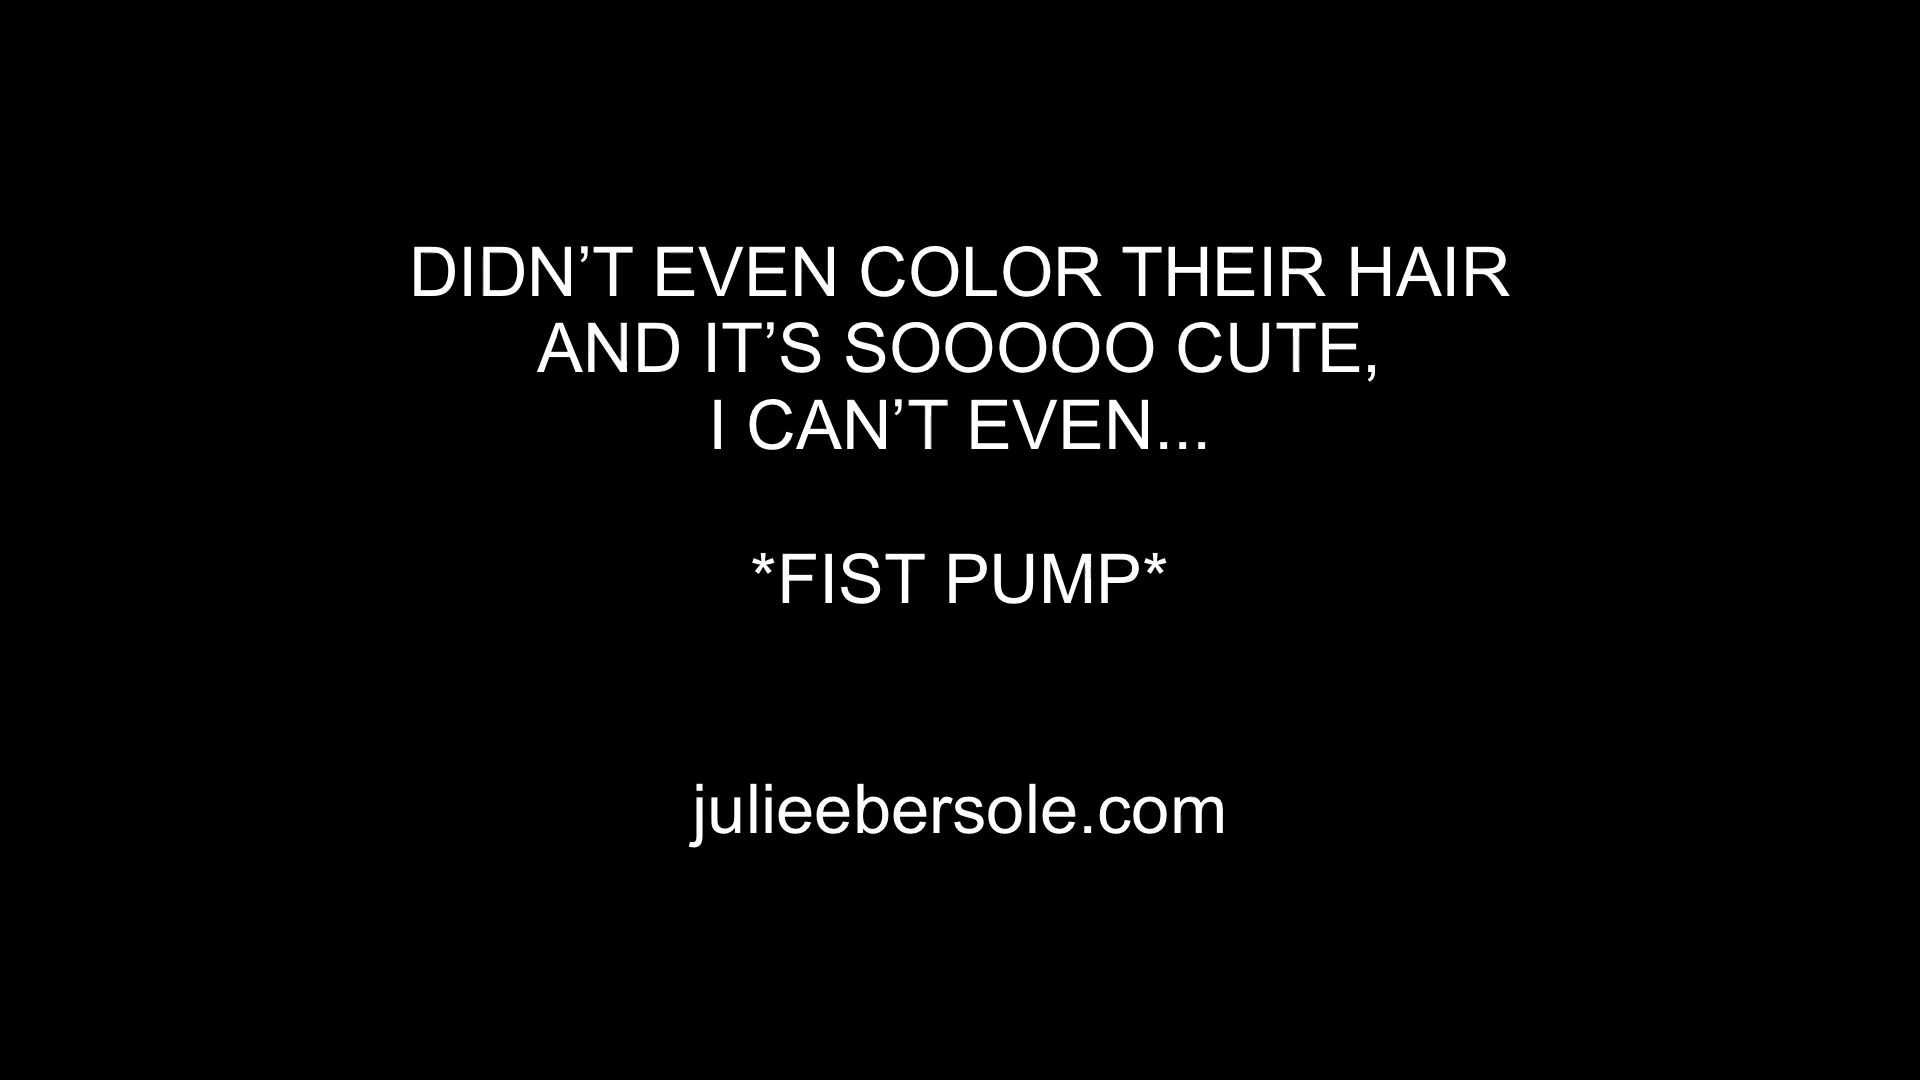 DIDN’T EVEN COLOR THEIR HAIR
AND IT’S SOOOOO CUTE,
I CAN’T EVEN...
*FIST PUMP*
julieebersole.com